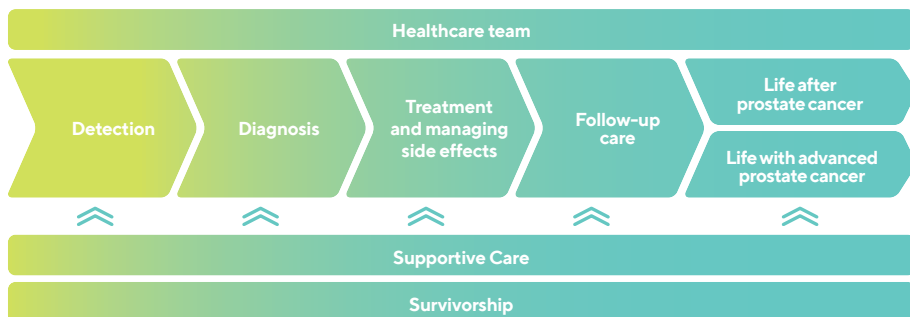 Healthcare team
Detection
Diagnosis
Treatment
and managing
side effects
Follow-up
care
Life after
prostate cancer
Life with advanced
prostate cancer
Supportive Care
Survivorship